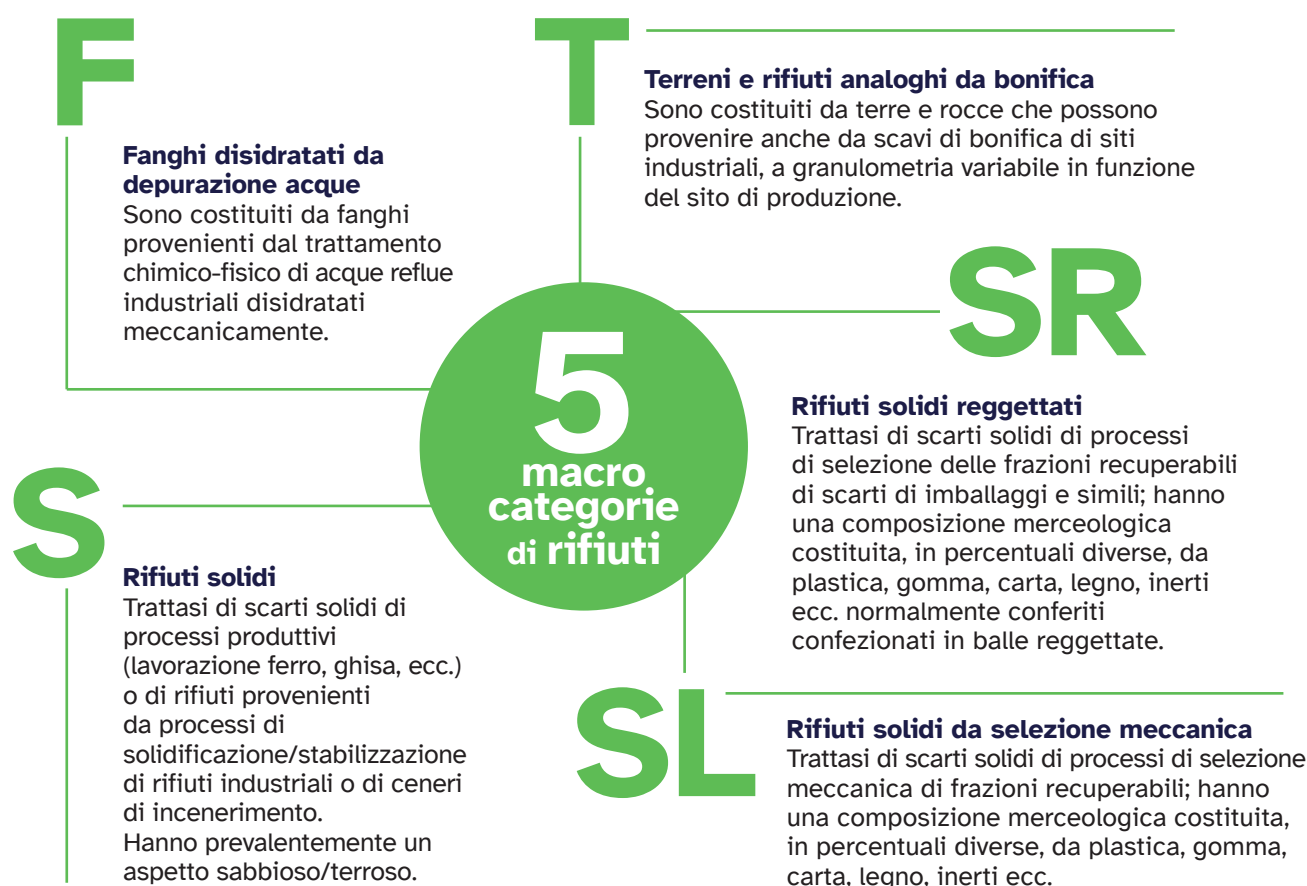 F
Fanghi disidratati da
depurazione acque
Sono costituiti da fanghi
provenienti dal trattamento
chimico-fisico di acque reflue
industriali disidratati
meccanicamente.
T
Terreni e rifiuti analoghi da bonifica
Sono costituiti da terre e rocce che possono
provenire anche da scavi di bonifica di siti
industriali, a granulometria variabile in funzione
del sito di produzione.
5
macro
categorie
di rifiuti
SR
Rifiuti solidi reggettati
Trattasi di scarti solidi di processi
di selezione delle frazioni recuperabili
di scarti di imballaggi e simili; hanno
una composizione merceologica
costituita, in percentuali diverse, da
plastica, gomma, carta, legno, inerti
ecc. normalmente conferiti
confezionati in balle reggettate.
S
Rifiuti solidi
Trattasi di scarti solidi di
processi produttivi
(lavorazione ferro, ghisa, ecc.)
o di rifiuti provenienti
da processi di
solidificazione/stabilizzazione
di rifiuti industriali o di ceneri
di incenerimento.
Hanno prevalentemente un
aspetto sabbioso/terroso.
SL
Rifiuti solidi da selezione meccanica
Trattasi di scarti solidi di processi di selezione
meccanica di frazioni recuperabili; hanno
una composizione merceologica costituita,
in percentuali diverse, da plastica, gomma,
carta, legno, inerti ecc.